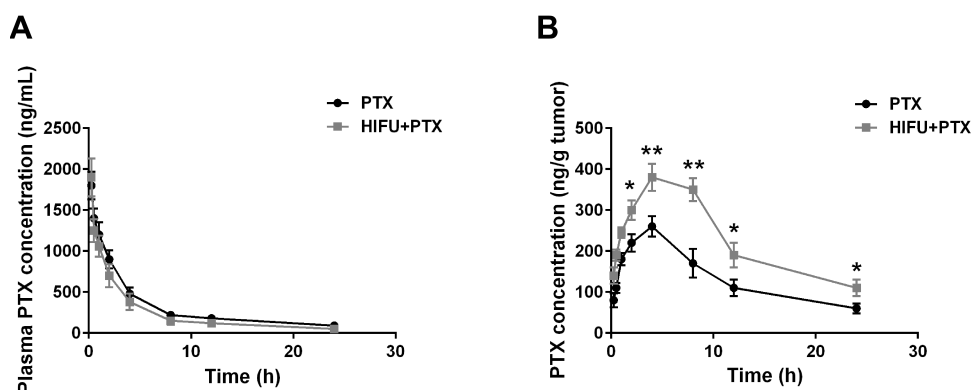 A
B
Plasma PTX concentration (ng/mL)
PTX
HIFU+PTX
2500
2000
1500
1000
500
0
0
10
20
30
Time (h)
PTX concentration (ng/g tumor)
PTX
HIFU+PTX
500
400
300
200
100
0
*
**
**
*
*
0
10
20
30
Time (h)